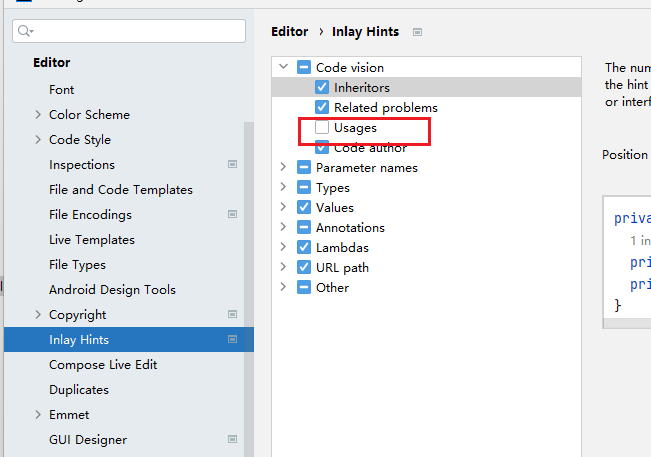 Editor
Font
Color Scheme
Code Style
Inspections
File and Code Templates
File Encodings
Live Templates
File Types
Android Design Tools
Copyright
Inlay Hints
Compose Live Edit
Duplicates
Emmet
GUI Designer
Editor › Inlay Hints
Code vision
Inheritors
Related problems
Usages
Code author
Parameter names
Types
Values
Annotations
Lambdas
URL path
Other
The num
the hint
or interf
Position
priva
1 in
pri
pri
}